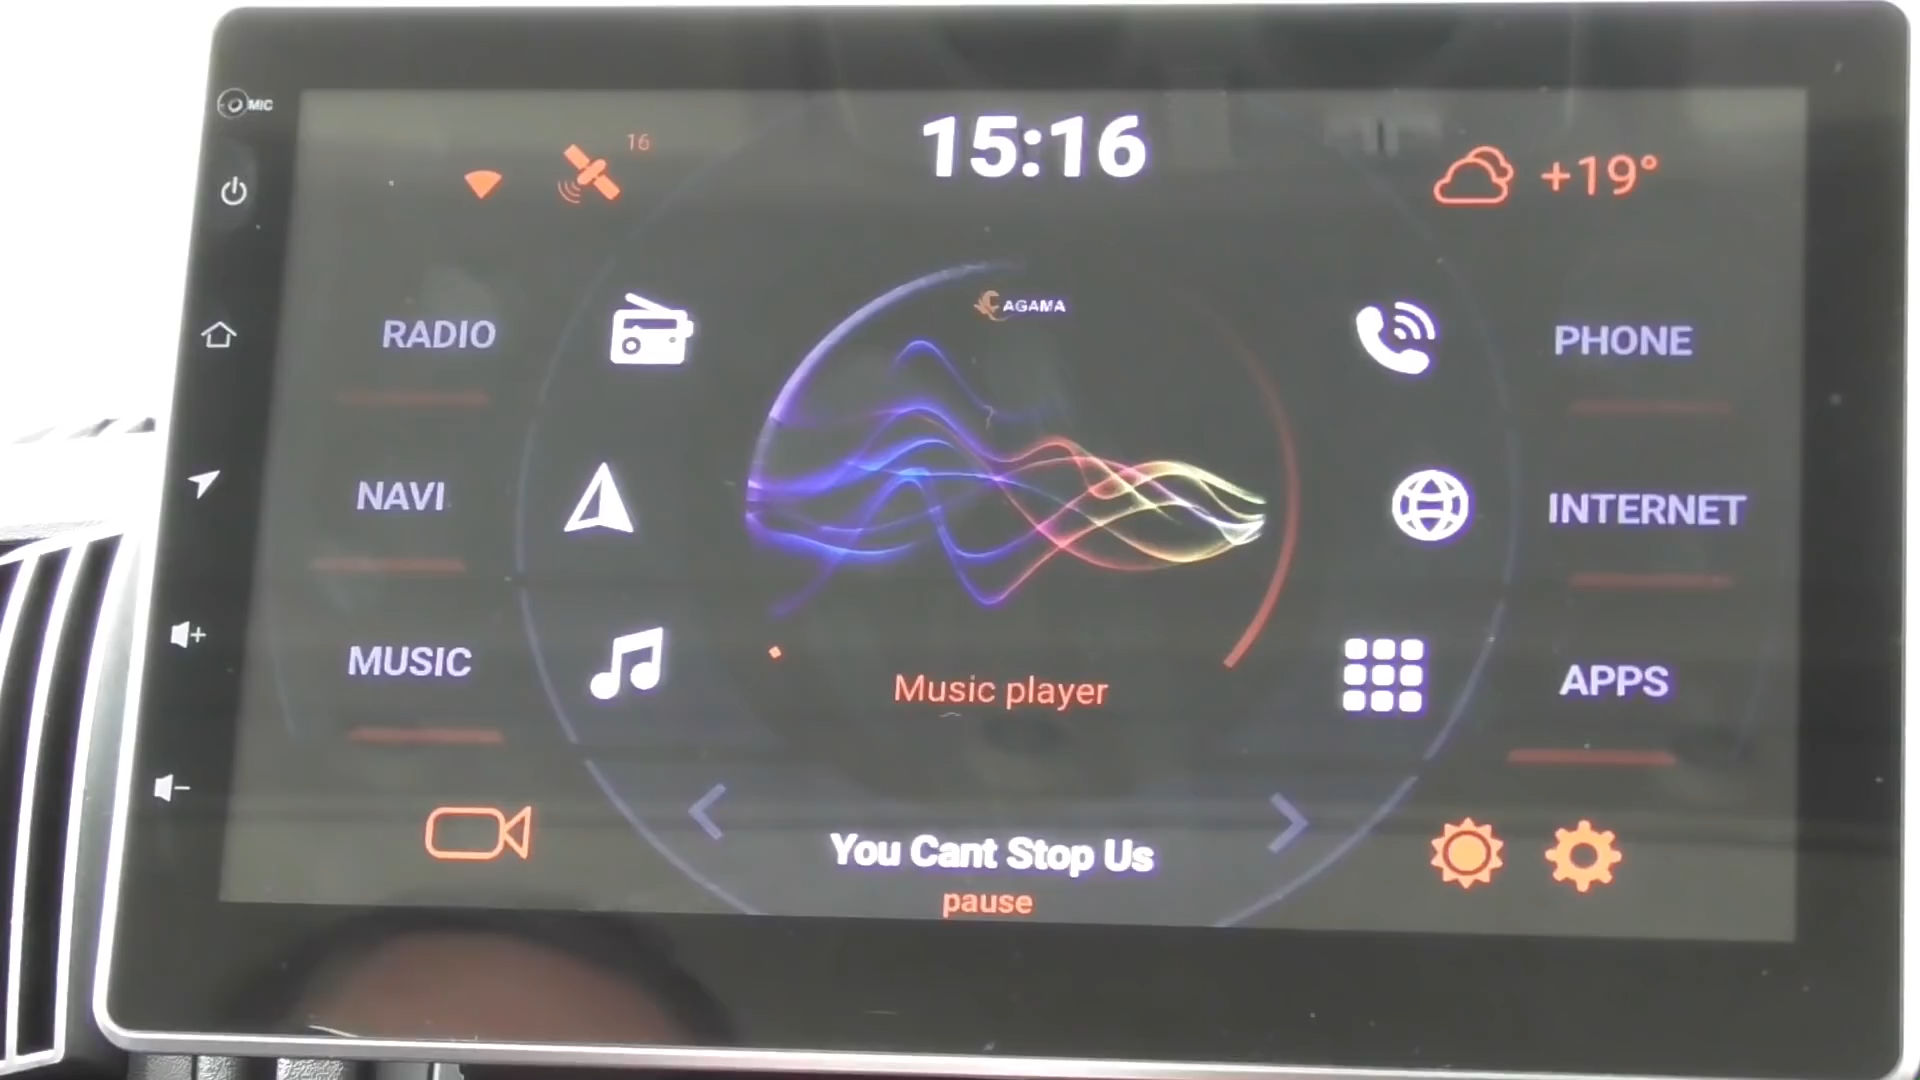 MIC
16
15:16
+19°
AGAMA
RADIO
PHONE
NAVI
INTERNET
MUSIC
APPS
Music player
You Cant Stop Us
pause